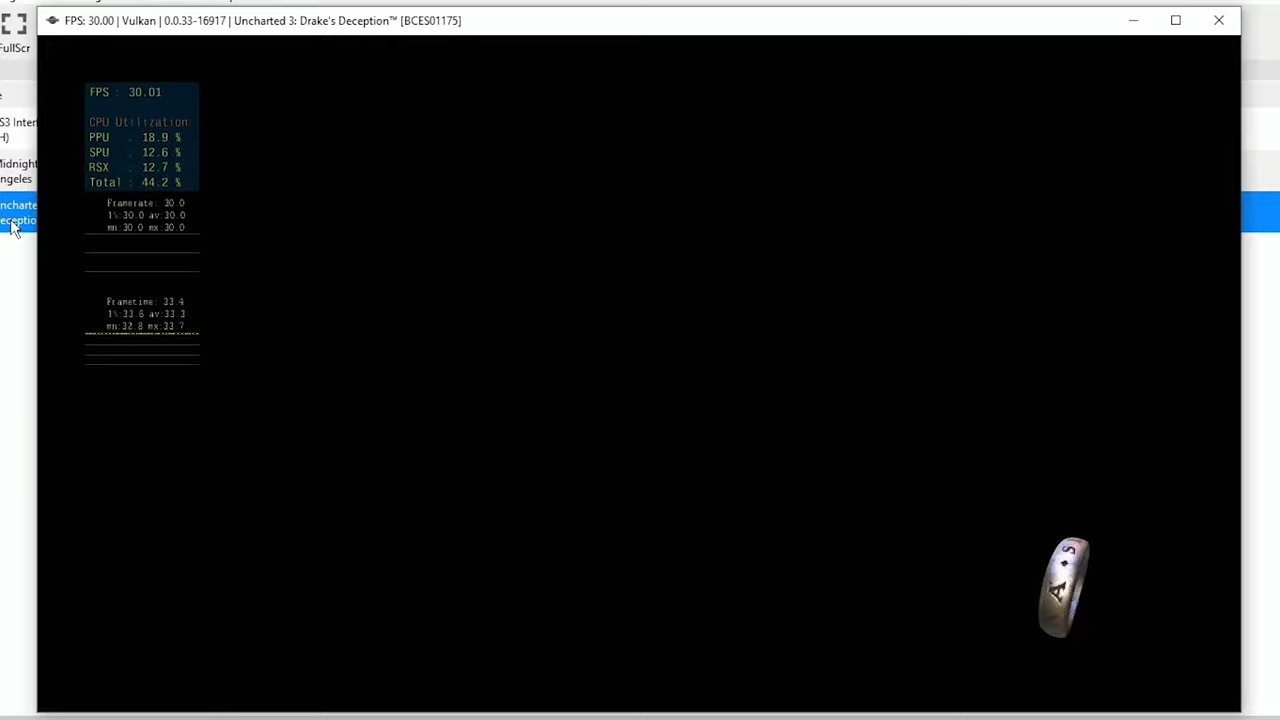 FPS: 30.00 | Vulkan | 0.0.33-16917 | Uncharted 3: Drake's Deception™ [BCES01175]
FullScr
e
S3 Interf
H)
Midnight
ngeles
ncharte
eceptio
FPS : 30.01
CPU Utilization:
PPU : 18.9 %
SPU : 12.6 %
RSX : 12.7 %
Total : 44.2 %
Framerate: 30.0
1%:30.0 av:30.0
mn:30.0 mx:30.0
Frametime: 33.4
1%:33.6 av:33.3
mn:32.8 mx:33.7
S
A